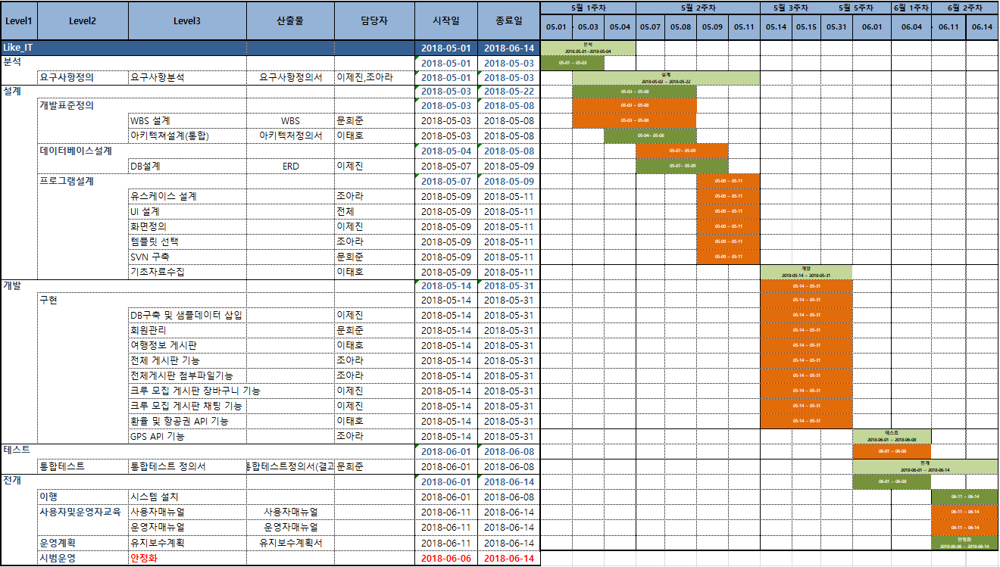 Level1 Level2 Level3 산출물 담당자 시작일 종료일 5월 1주차 5월 2주차 5월 3주차 5월 5주차 6월 1주차 6월 2주차
05.01 05.03 05.04 05.07 05.08 05.09 05.11 05.14 05.15 05.31 06.01 06.04 06.11 06.14
Like_IT 2018-05-01 2018-06-14 분석 2018.05.01~2018-05-04
분석 2018-05-01 2018-05-03 05-01 ~ 05-03
요구사항정의 요구사항분석 요구사항정의서 이제진,조아라 2018-05-01 2018-05-03 설계 2018-05-02 ~ 2018-05-22
설계 2018-05-03 2018-05-22 05-03 ~ 05-08
개발표준정의 2018-05-03 2018-05-08 05-03 ~ 05-08
WBS 설계 WBS 문희준 2018-05-03 2018-05-08 05-03 ~ 05-08
아키텍쳐설계(통합) 아키텍처정의서 이태호 2018-05-03 2018-05-08 05-04~ 05-08
데이터베이스설계 2018-05-04 2018-05-08 05-07~ 05-09
DB설계 ERD 이제진 2018-05-07 2018-05-09 05-07~ 05-09
프로그램설계 2018-05-07 2018-05-09 05-09 ~ 05-11
유스케이스 설계 조아라 2018-05-09 2018-05-11 05-09 ~ 05-11
UI 설계 전체 2018-05-09 2018-05-11 05-09 ~ 05-11
화면정의 이제진 2018-05-09 2018-05-11 05-09 ~ 05-11
템플릿 선택 조아라 2018-05-09 2018-05-11 05-09 ~ 05-11
SVN 구축 문희준 2018-05-09 2018-05-11 05-09 ~ 05-11
기초자료수집 이태호 2018-05-09 2018-05-11 개발 2018-05-14 ~ 2018-05-31
개발 2018-05-14 2018-05-31 05-14 ~ 05-31
구현 2018-05-14 2018-05-31 05-14 ~ 05-31
DB구축 및 샘플데이터 삽입 이제진 2018-05-14 2018-05-31 05-14 ~ 05-31
회원관리 문희준 2018-05-14 2018-05-31 05-14 ~ 05-31
여행정보 게시판 이태호 2018-05-14 2018-05-31 05-14 ~ 05-31
전체 게시판 기능 조아라 2018-05-14 2018-05-31 05-14 ~ 05-31
전체게시판 첨부파일기능 조아라 2018-05-14 2018-05-31 05-14 ~ 05-31
크루 모집 게시판 장바구니 기능 이제진 2018-05-14 2018-05-31 05-14 ~ 05-31
크루 모집 게시판 채팅 기능 이제진 2018-05-14 2018-05-31 05-14 ~ 05-31
환율 및 항공권 API 기능 이태호 2018-05-14 2018-05-31 05-14 ~ 05-31
GPS API 기능 조아라 2018-05-14 2018-05-31 테스트 2018-06-01 ~ 2018-06-08
테스트 2018-06-01 2018-06-08 06-01 ~ 06-08
통합테스트 통합테스트 정의서 통합테스트정의서(결과 문희준 2018-06-01 2018-06-08 전개 2018-06-01 ~ 2018-06-14
전개 2018-06-01 2018-06-14 06-01 ~ 06-08
이행 시스템 설치 2018-06-01 2018-06-08 06-11 ~ 06-14
사용자및운영자교육 사용자매뉴얼 사용자매뉴얼 2018-06-11 2018-06-14 06-11 ~ 06-14
운영자매뉴얼 운영자매뉴얼 2018-06-11 2018-06-14 06-11 ~ 06-14
운영계획 유지보수계획 유지보수계획서 2018-06-11 2018-06-14 안정화 2018-06-06 ~ 2018-06-14
시범운영 안정화 2018-06-06 2018-06-14